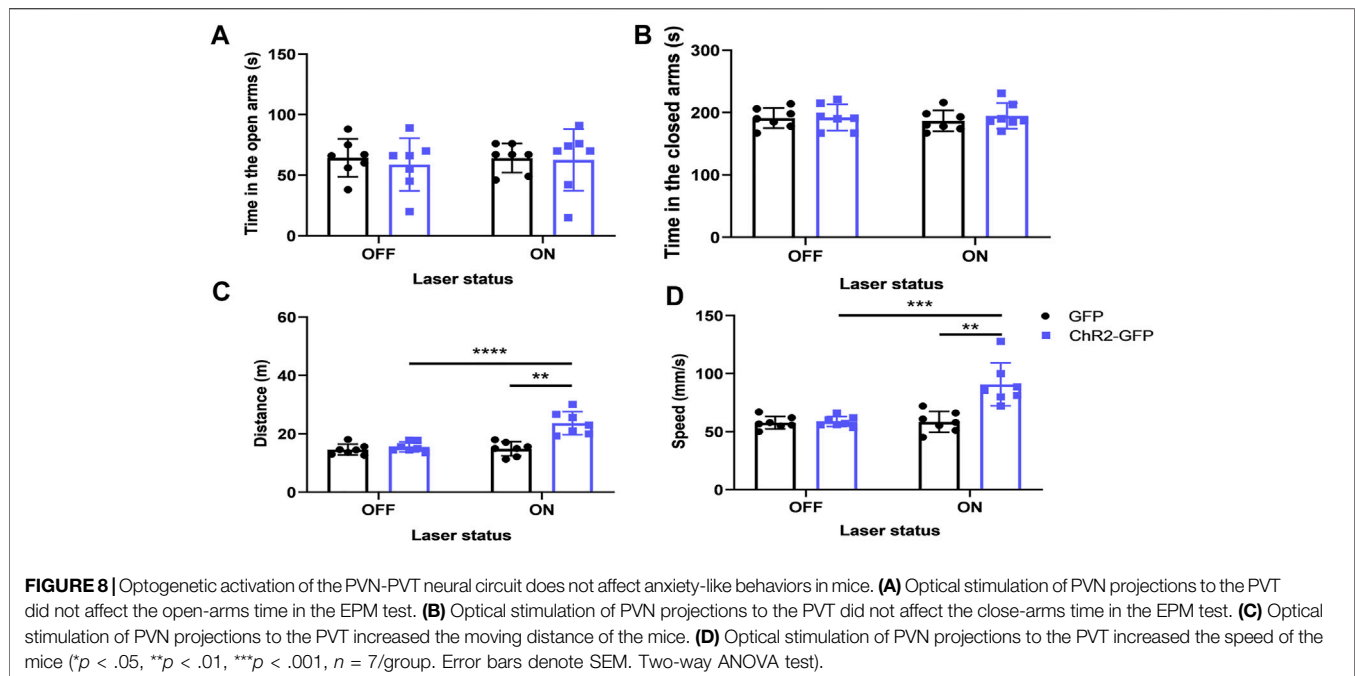 A
Time in the open arms (s)
150
100
50
0
OFF
ON
Laser status
B
Time in the closed arms (s)
300
200
100
0
OFF
ON
Laser status
C
Distance (m)
60
40
20
0
****
**
OFF
ON
Laser status
D
Speed (mm/s)
150
100
50
0
***
**
OFF
ON
Laser status
GFP
ChR2-GFP
FIGURE 8 | Optogenetic activation of the PVN-PVT neural circuit does not affect anxiety-like behaviors in mice. (A) Optical stimulation of PVN projections to the PVT
did not affect the open-arms time in the EPM test. (B) Optical stimulation of PVN projections to the PVT did not affect the close-arms time in the EPM test. (C) Optical
stimulation of PVN projections to the PVT increased the moving distance of the mice. (D) Optical stimulation of PVN projections to the PVT increased the speed of the
mice (*p < .05, **p < .01, ***p < .001, n = 7/group. Error bars denote SEM. Two-way ANOVA test).